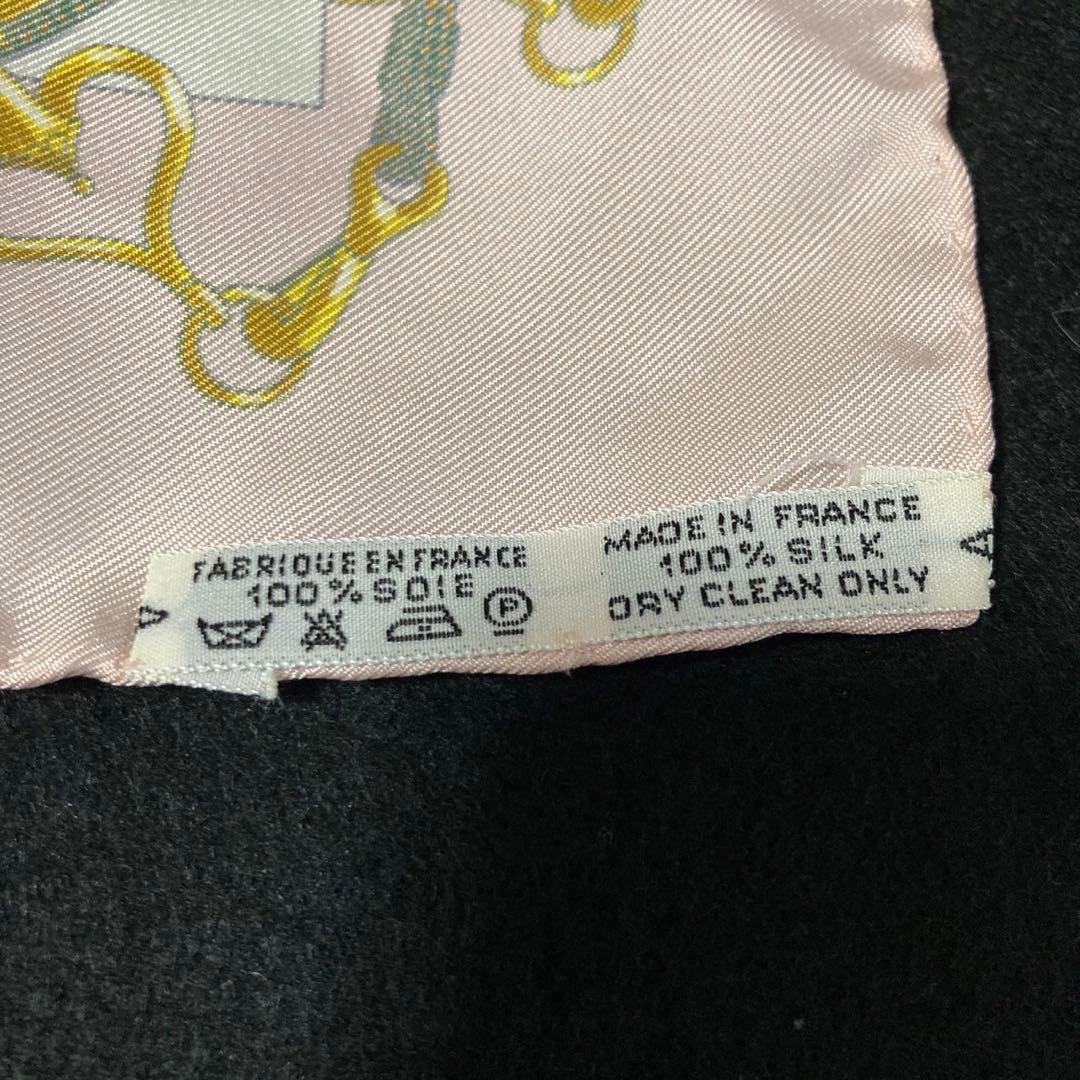 FABRIQUE EN FRANCE
100% SOIE
P
MADE IN FRANCE
100% SILK
DRY CLEAN ONLY
A